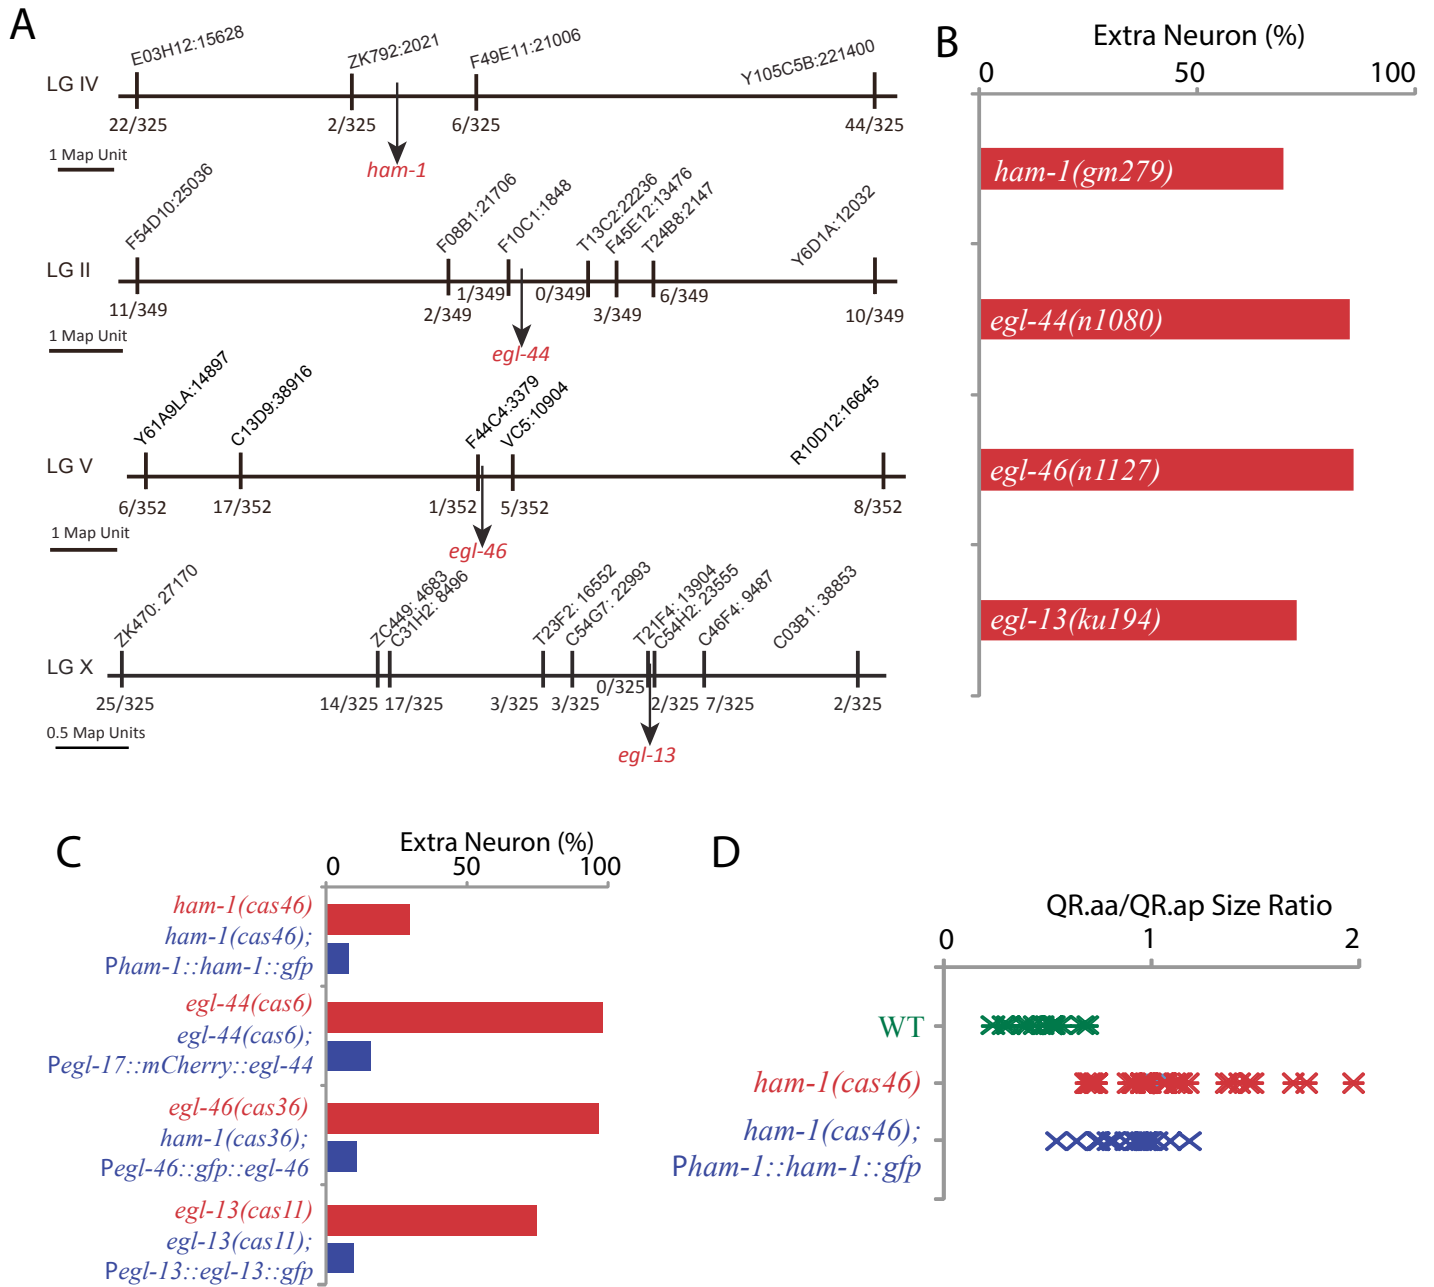 A
LG IV
E03H12:15628
ZK792:2021
F49E11:21006
Y105C5B:221400
22/325
2/325
6/325
44/325
1 Map Unit
ham-1
LG II
F54D10:25036
F08B1:21706
F10C1:1848
T13C2:22236
F45E12:13476
T24B8:2147
Y6D1A:12032
11/349
2/349
1/349
0/349
3/349
6/349
10/349
1 Map Unit
egl-44
LG V
Y61A9LA:14897
C13D9:38916
F44C4:3379
VC5:10904
R10D12:16645
6/352
17/352
1/352
5/352
8/352
1 Map Unit
egl-46
LG X
ZK470: 27170
ZC449: 4683
C31H2: 8496
T23F2: 16552
C54G7: 22993
T21F4: 13904
C54H2: 23555
C46F4: 9487
C03B1: 38853
25/325
14/325
17/325
3/325
3/325
0/325
2/325
7/325
2/325
0.5 Map Units
egl-13
B
Extra Neuron (%)
0 50 100
ham-1(gm279)
egl-44(n1080)
egl-46(n1127)
egl-13(ku194)
C
Extra Neuron (%)
0 50 100
ham-1(cas46)
ham-1(cas46);
Pham-1::ham-1::gfp
egl-44(cas6)
egl-44(cas6);
Pegl-17::mCherry::egl-44
egl-46(cas36)
ham-1(cas36);
Pegl-46::gfp::egl-46
egl-13(cas11)
egl-13(cas11);
Pegl-13::egl-13::gfp
D
QR.aa/QR.ap Size Ratio
0 1 2
WT
ham-1(cas46)
ham-1(cas46);
Pham-1::ham-1::gfp